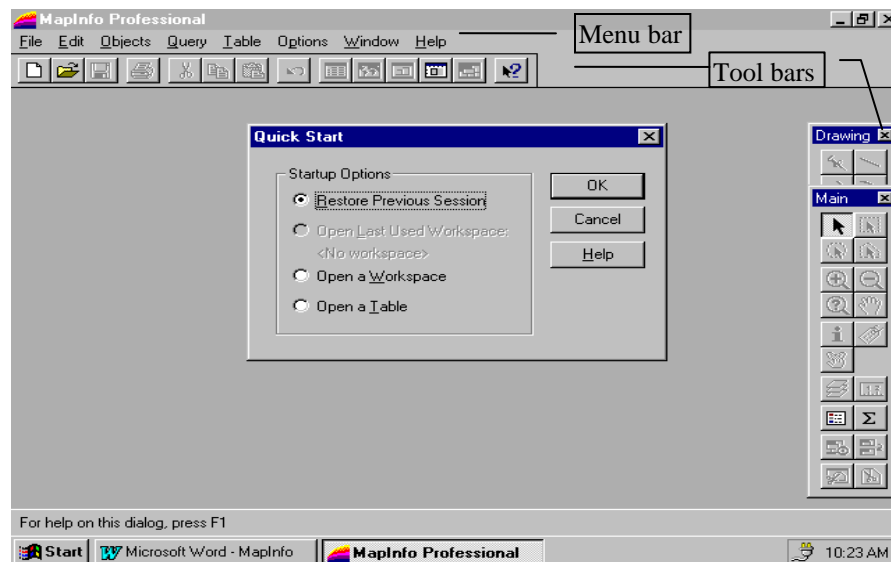 MapInfo Professional
File Edit Objects Query Table Options Window Help
Menu bar
Tool bars
Drawing
Main
Quick Start
Startup Options
Restore Previous Session
Open Last Used Workspace:
<No workspace>
Open a Workspace
Open a Table
OK
Cancel
Help
For help on this dialog, press F1
Start
Microsoft Word - MapInfo
MapInfo Professional
10:23 AM